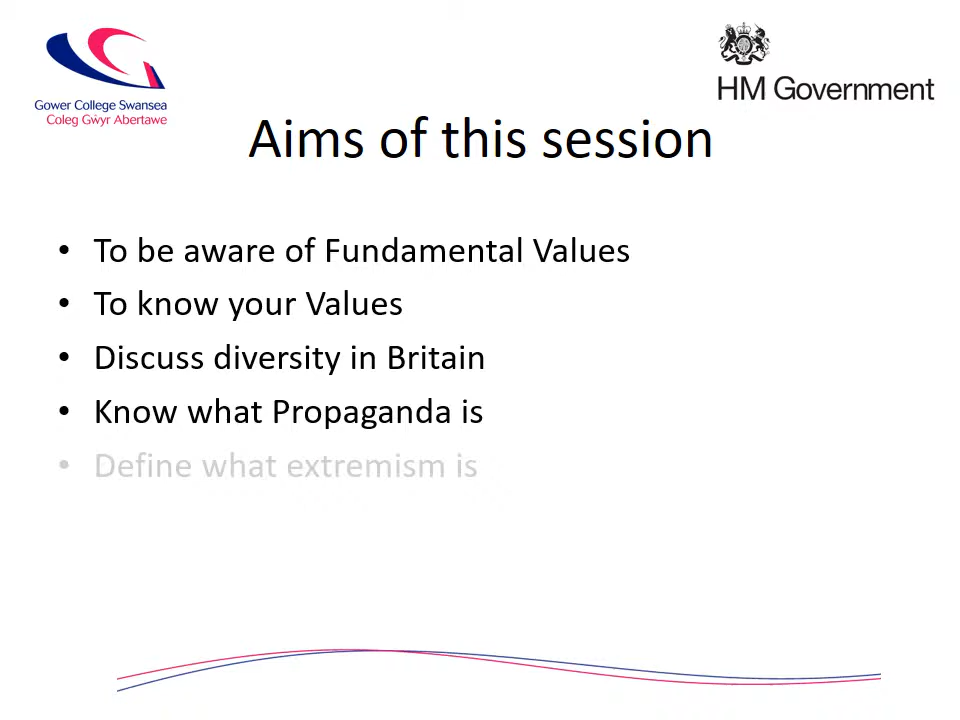 Gower College Swansea
Coleg Gŵyr Abertawe
HM Government
Aims of this session
• To be aware of Fundamental Values
• To know your Values
• Discuss diversity in Britain
• Know what Propaganda is
• Define what extremism is